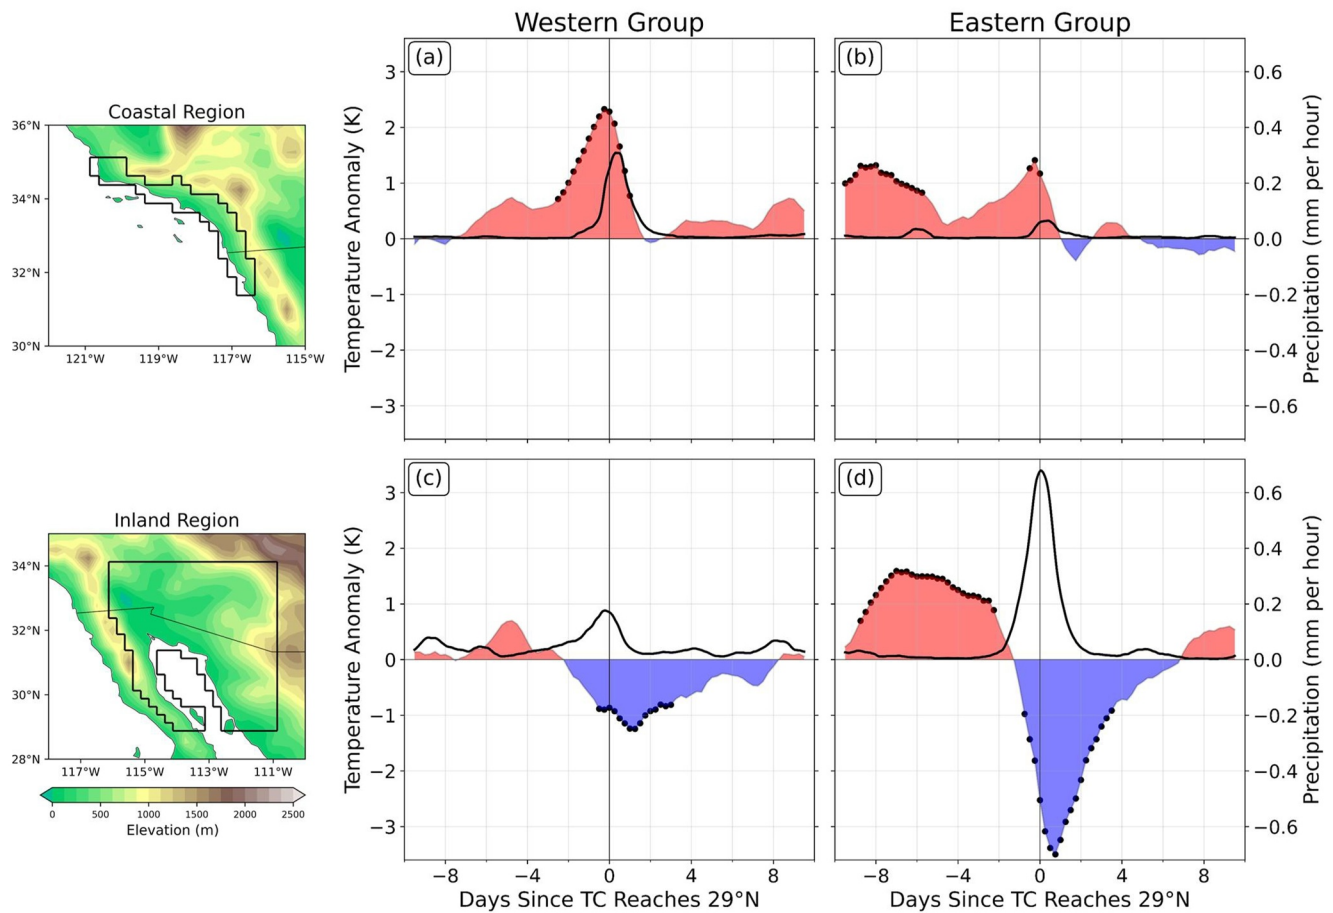 Western Group
Eastern Group
(a)
(b)
Coastal Region
36°N
34°N
32°N
30°N
121°W 119°W 117°W 115°W
Temperature Anomaly (K)
3
2
1
0
−1
−2
−3
0.6
0.4
0.2
0.0
−0.2
−0.4
−0.6
Precipitation (mm per hour)
(c)
(d)
Inland Region
34°N
32°N
30°N
28°N
117°W 115°W 113°W 111°W
0 500 1000 1500 2000 2500
Elevation (m)
Temperature Anomaly (K)
3
2
1
0
−1
−2
−3
0.6
0.4
0.2
0.0
−0.2
−0.4
−0.6
Precipitation (mm per hour)
−8 −4 0 4 8
−8 −4 0 4 8
Days Since TC Reaches 29°N
Days Since TC Reaches 29°N